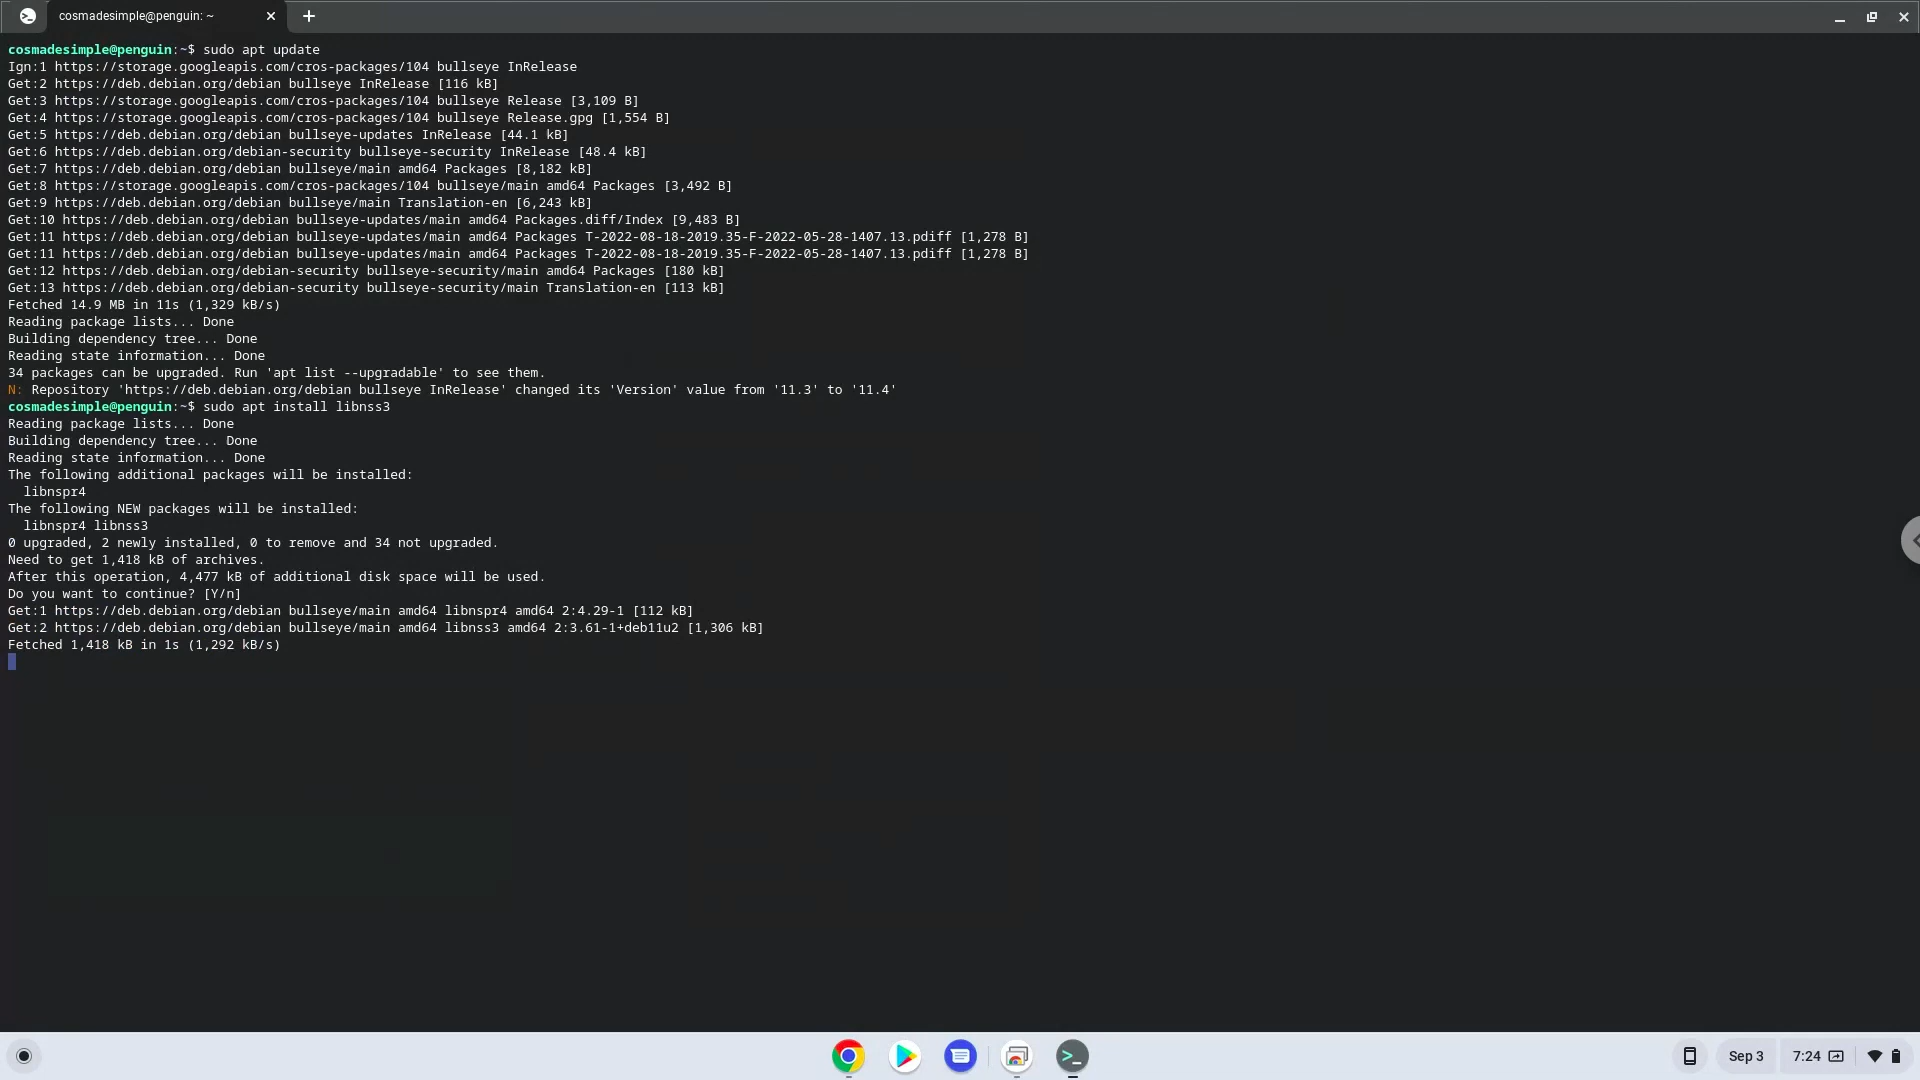 cosmadesimple@penguin: ~
cosmadesimple@penguin:~$ sudo apt update
Ign:1 https://storage.googleapis.com/cros-packages/104 bullseye InRelease
Get:2 https://deb.debian.org/debian bullseye InRelease [116 kB]
Get:3 https://storage.googleapis.com/cros-packages/104 bullseye Release [3,109 B]
Get:4 https://storage.googleapis.com/cros-packages/104 bullseye Release.gpg [1,554 B]
Get:5 https://deb.debian.org/debian bullseye-updates InRelease [44.1 kB]
Get:6 https://deb.debian.org/debian-security bullseye-security InRelease [48.4 kB]
Get:7 https://deb.debian.org/debian bullseye/main amd64 Packages [8,182 kB]
Get:8 https://storage.googleapis.com/cros-packages/104 bullseye/main amd64 Packages [3,492 B]
Get:9 https://deb.debian.org/debian bullseye/main Translation-en [6,243 kB]
Get:10 https://deb.debian.org/debian bullseye-updates/main amd64 Packages.diff/Index [9,483 B]
Get:11 https://deb.debian.org/debian bullseye-updates/main amd64 Packages T-2022-08-18-2019.35-F-2022-05-28-1407.13.pdiff [1,278 B]
Get:11 https://deb.debian.org/debian bullseye-updates/main amd64 Packages T-2022-08-18-2019.35-F-2022-05-28-1407.13.pdiff [1,278 B]
Get:12 https://deb.debian.org/debian-security bullseye-security/main amd64 Packages [180 kB]
Get:13 https://deb.debian.org/debian-security bullseye-security/main Translation-en [113 kB]
Fetched 14.9 MB in 11s (1,329 kB/s)
Reading package lists... Done
Building dependency tree... Done
Reading state information... Done
34 packages can be upgraded. Run 'apt list --upgradable' to see them.
N: Repository 'https://deb.debian.org/debian bullseye InRelease' changed its 'Version' value from '11.3' to '11.4'
cosmadesimple@penguin:~$ sudo apt install libnss3
Reading package lists... Done
Building dependency tree... Done
Reading state information... Done
The following additional packages will be installed:
  libnspr4
The following NEW packages will be installed:
  libnspr4 libnss3
0 upgraded, 2 newly installed, 0 to remove and 34 not upgraded.
Need to get 1,418 kB of archives.
After this operation, 4,477 kB of additional disk space will be used.
Do you want to continue? [Y/n]
Get:1 https://deb.debian.org/debian bullseye/main amd64 libnspr4 amd64 2:4.29-1 [112 kB]
Get:2 https://deb.debian.org/debian bullseye/main amd64 libnss3 amd64 2:3.61-1+deb11u2 [1,306 kB]
Fetched 1,418 kB in 1s (1,292 kB/s)
Sep 3 7:24